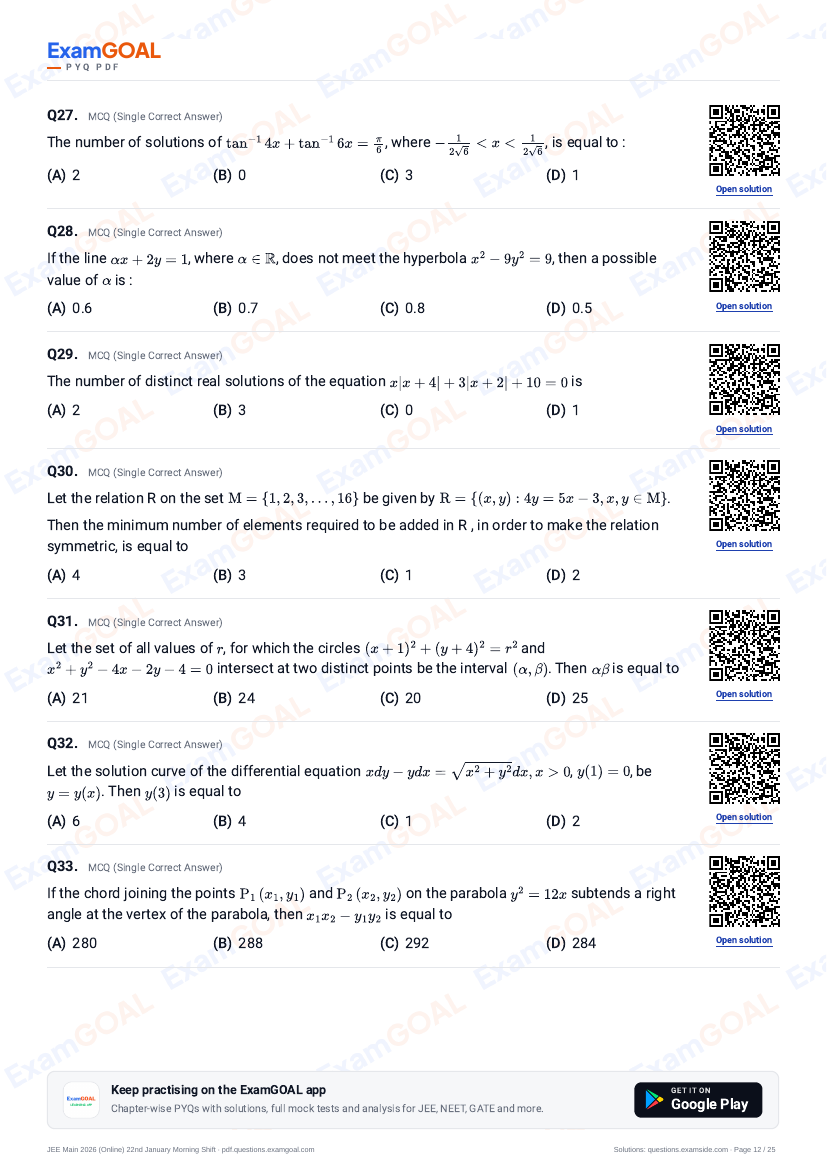 ExamGOAL
PYQ PDF
Q27. MCQ (Single Correct Answer)
The number of solutions of tan⁻¹ 4x + tan⁻¹ 6x = π/6, where −1/(2√6) < x < 1/(2√6), is equal to :
(A) 2 (B) 0 (C) 3 (D) 1
Open solution
Q28. MCQ (Single Correct Answer)
If the line αx + 2y = 1, where α ∈ ℝ, does not meet the hyperbola x² − 9y² = 9, then a possible
value of α is :
(A) 0.6 (B) 0.7 (C) 0.8 (D) 0.5
Open solution
Q29. MCQ (Single Correct Answer)
The number of distinct real solutions of the equation x|x + 4| + 3|x + 2| + 10 = 0 is
(A) 2 (B) 3 (C) 0 (D) 1
Open solution
Q30. MCQ (Single Correct Answer)
Let the relation R on the set M = {1, 2, 3, . . . , 16} be given by R = {(x, y) : 4y = 5x − 3, x, y ∈ M}.
Then the minimum number of elements required to be added in R , in order to make the relation
symmetric, is equal to
(A) 4 (B) 3 (C) 1 (D) 2
Open solution
Q31. MCQ (Single Correct Answer)
Let the set of all values of r, for which the circles (x + 1)² + (y + 4)² = r² and
x² + y² − 4x − 2y − 4 = 0 intersect at two distinct points be the interval (α, β). Then αβ is equal to
(A) 21 (B) 24 (C) 20 (D) 25
Open solution
Q32. MCQ (Single Correct Answer)
Let the solution curve of the differential equation xdy − ydx = √(x² + y²)dx, x > 0, y(1) = 0, be
y = y(x). Then y(3) is equal to
(A) 6 (B) 4 (C) 1 (D) 2
Open solution
Q33. MCQ (Single Correct Answer)
If the chord joining the points P₁ (x₁, y₁) and P₂ (x₂, y₂) on the parabola y² = 12x subtends a right
angle at the vertex of the parabola, then x₁x₂ − y₁y₂ is equal to
(A) 280 (B) 288 (C) 292 (D) 284
Open solution
ExamGOAL
Keep practising on the ExamGOAL app
Chapter-wise PYQs with solutions, full mock tests and analysis for JEE, NEET, GATE and more.
GET IT ON
Google Play
JEE Main 2026 (Online) 22nd January Morning Shift · pdf.questions.examgoal.com
Solutions: questions.examside.com · Page 12 / 25